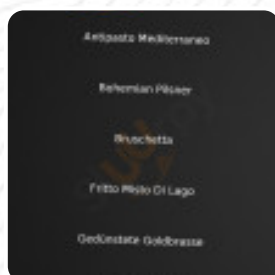 Antipasto Mediterraneo
Bohemian Pilsner
Bruschetta
Fritto Misto Di Lago
Gedünstete Goldbrasse